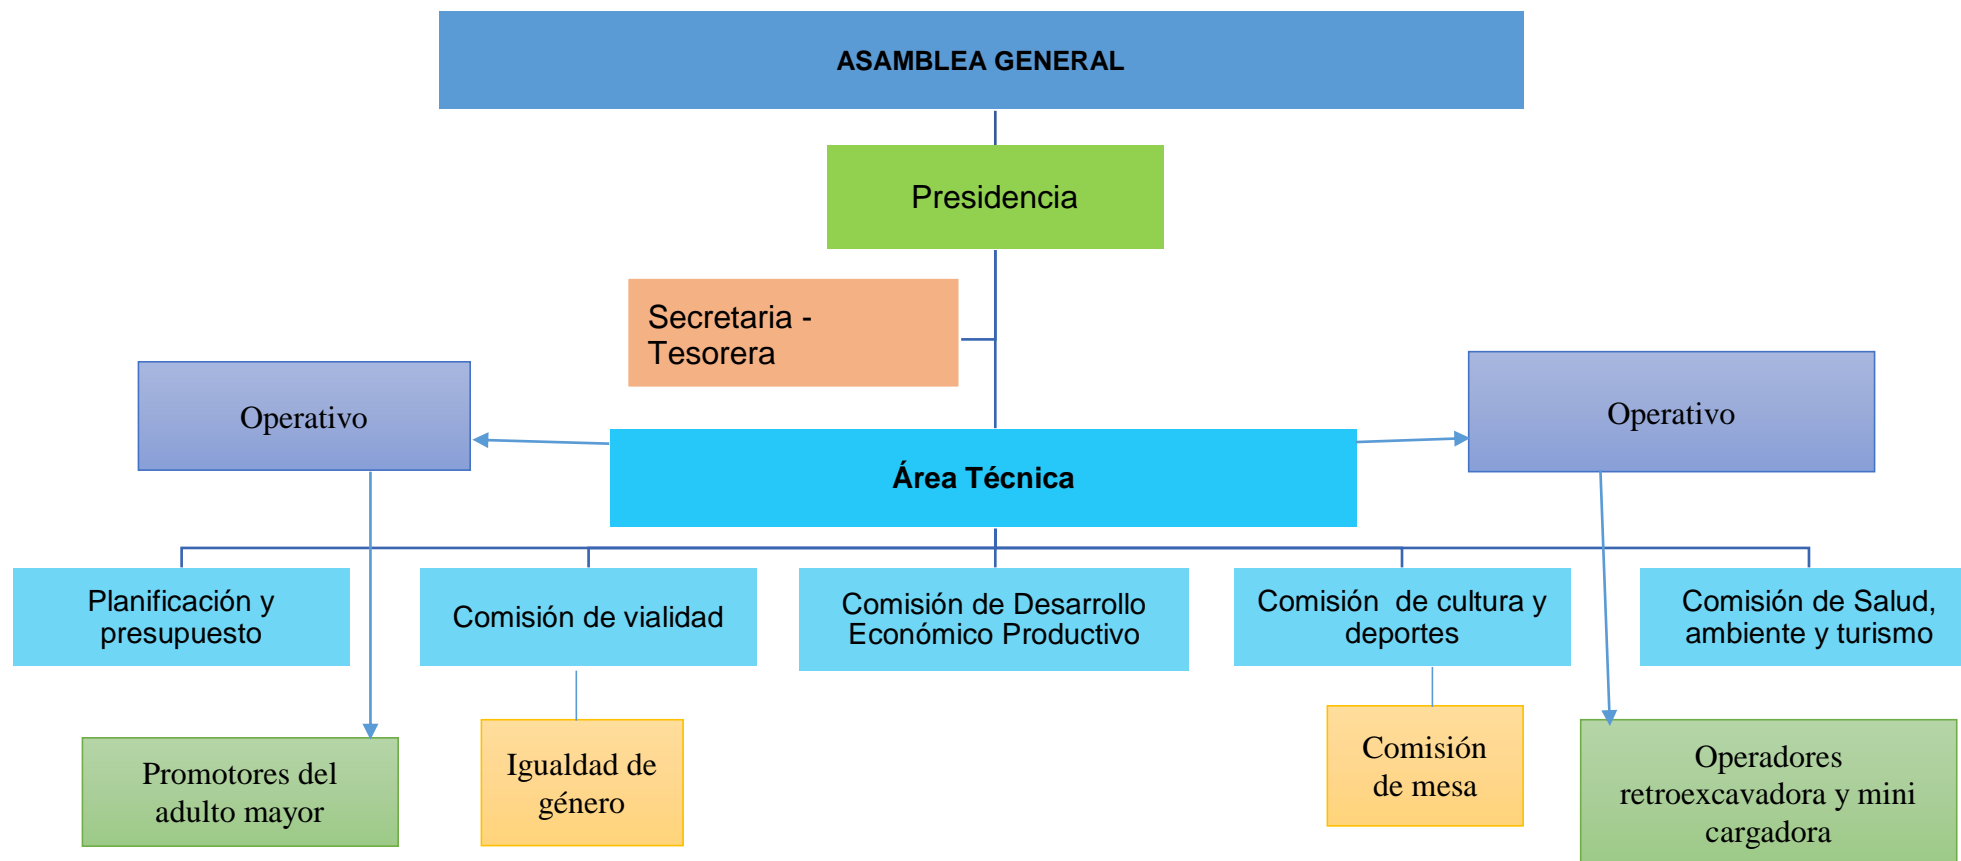 ASAMBLEA GENERAL
Presidencia
Secretaria -
Tesorera
Operativo
Operativo
Área Técnica
Planificación y
presupuesto
Comisión de vialidad
Comisión de Desarrollo
Económico Productivo
Comisión de cultura y
deportes
Comisión de Salud,
ambiente y turismo
Promotores del
adulto mayor
Igualdad de
género
Comisión
de mesa
Operadores
retroexcavadora y mini
cargadora